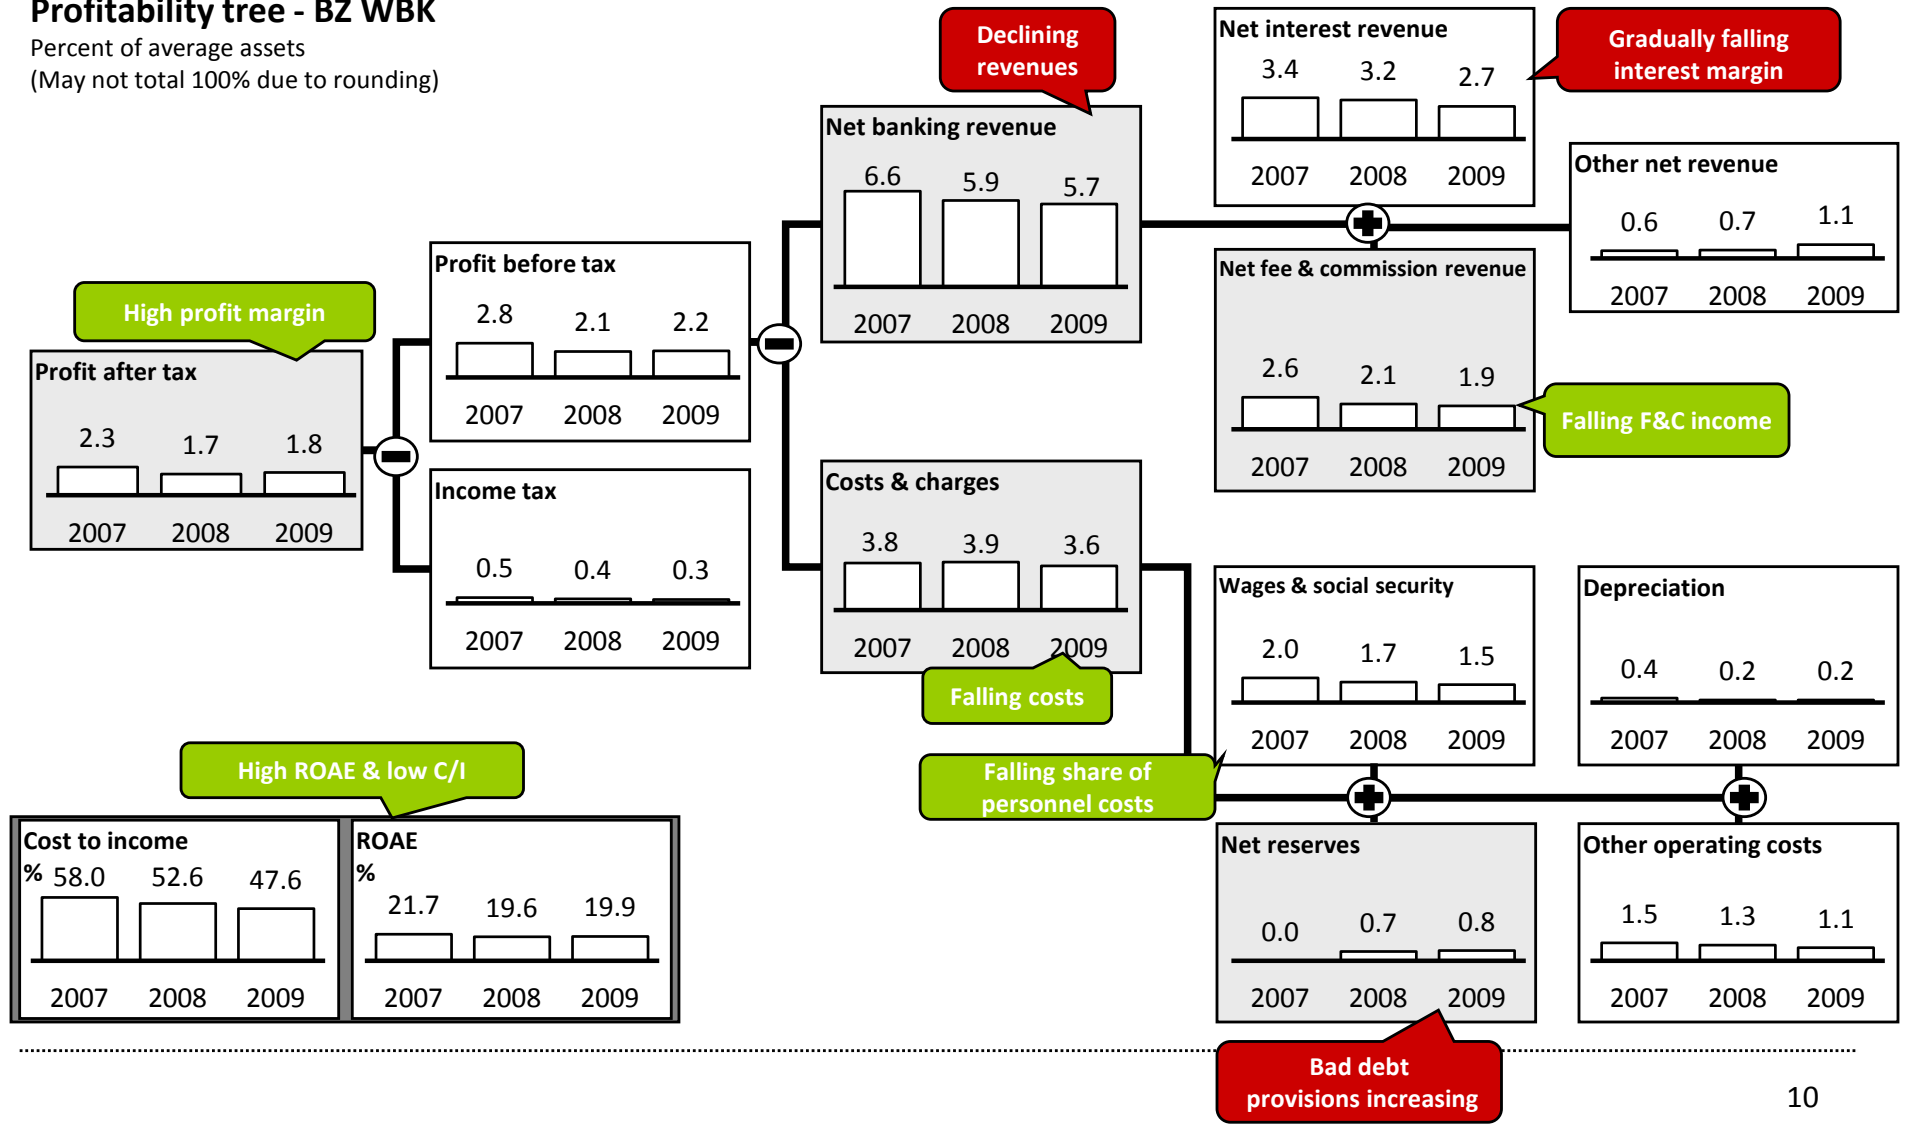 Profitability tree - BZ WBK
Percent of average assets
(May not total 100% due to rounding)
Declining
revenues
Net interest revenue
3.4 3.2 2.7
2007 2008 2009
Gradually falling
interest margin
Net banking revenue
6.6 5.9 5.7
2007 2008 2009
Other net revenue
0.6 0.7 1.1
2007 2008 2009
Profit before tax
2.8 2.1 2.2
2007 2008 2009
Net fee & commission revenue
2.6 2.1 1.9
2007 2008 2009
Falling F&C income
High profit margin
Profit after tax
2.3 1.7 1.8
2007 2008 2009
Income tax
0.5 0.4 0.3
2007 2008 2009
Costs & charges
3.8 3.9 3.6
2007 2008 2009
Falling costs
Wages & social security
2.0 1.7 1.5
2007 2008 2009
Depreciation
0.4 0.2 0.2
2007 2008 2009
Falling share of
personnel costs
High ROAE & low C/I
Cost to income
%
58.0 52.6 47.6
2007 2008 2009
ROAE
%
21.7 19.6 19.9
2007 2008 2009
Net reserves
0.0 0.7 0.8
2007 2008 2009
Other operating costs
1.5 1.3 1.1
2007 2008 2009
Bad debt
provisions increasing
10